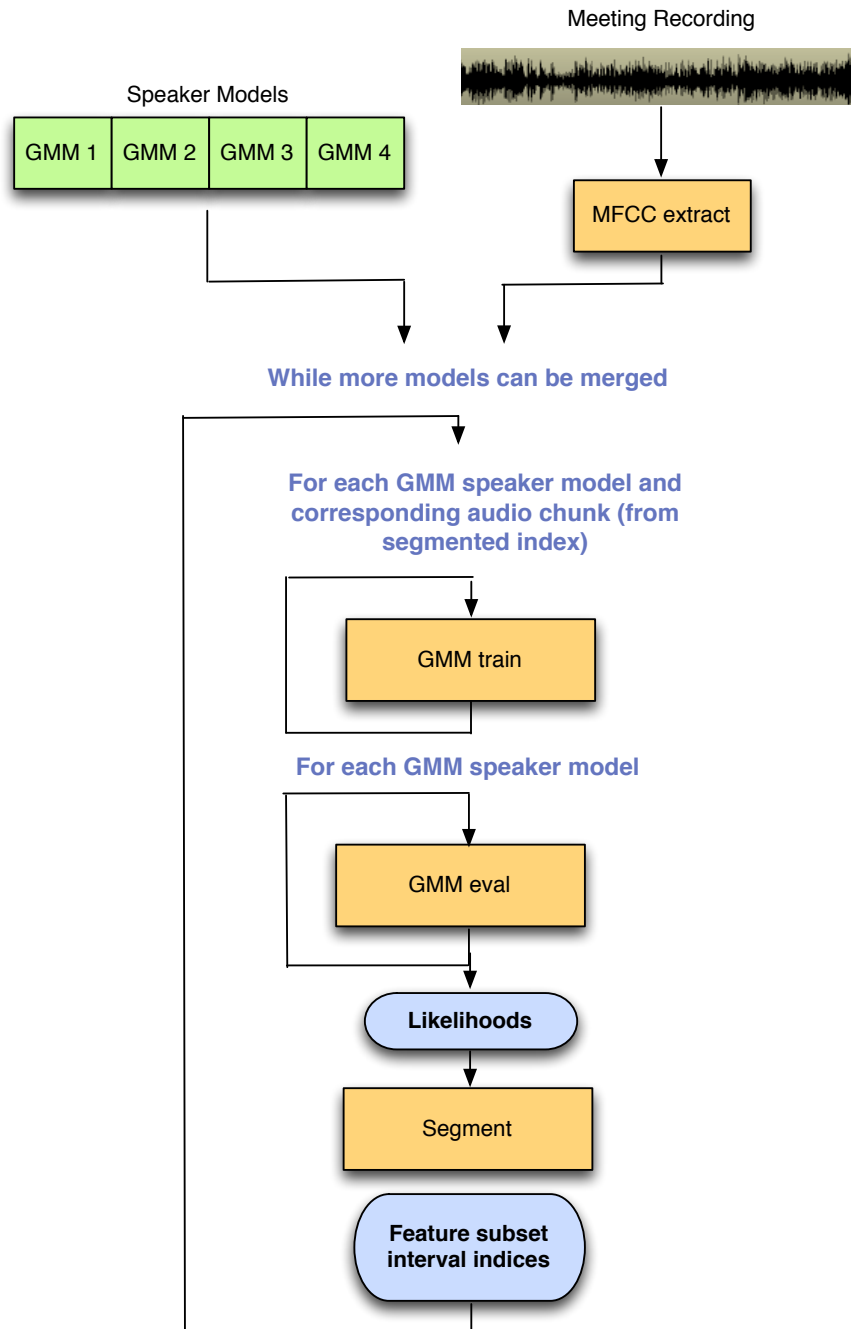 Meeting Recording
Speaker Models
GMM 1 GMM 2 GMM 3 GMM 4
MFCC extract
While more models can be merged
For each GMM speaker model and
corresponding audio chunk (from
segmented index)
GMM train
For each GMM speaker model
GMM eval
Likelihoods
Segment
Feature subset
interval indices